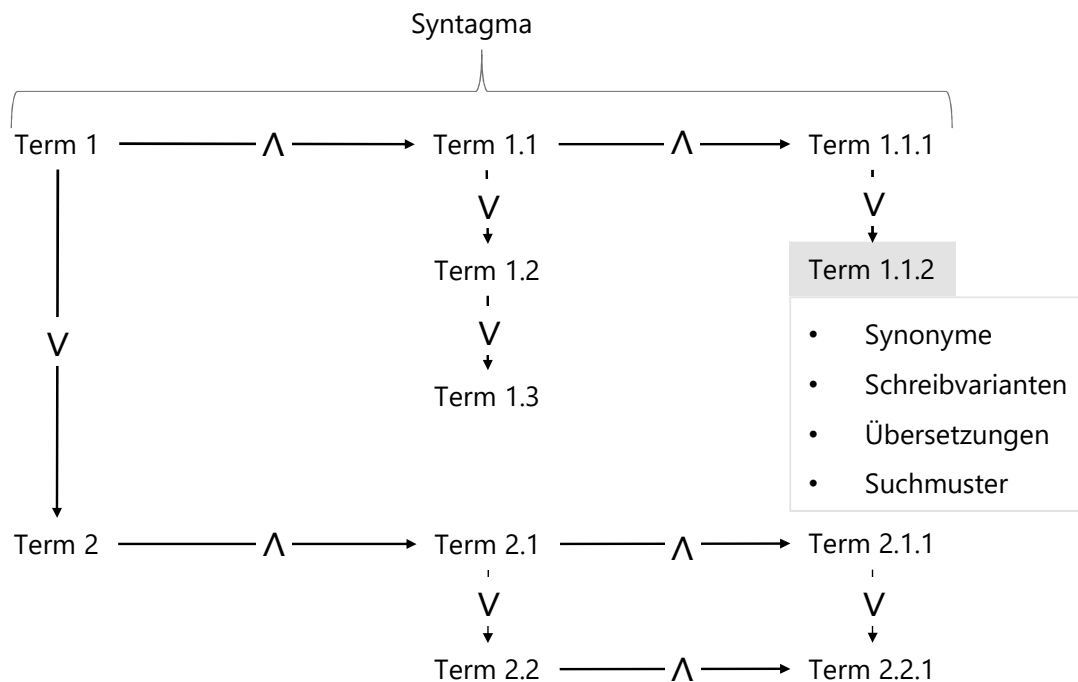 Syntagma
Term 1 Λ Term 1.1 Λ Term 1.1.1
V V
Term 1.2 Term 1.1.2
V V • Synonyme
Term 1.3 • Schreibvarianten
• Übersetzungen
• Suchmuster
Term 2 Λ Term 2.1 Λ Term 2.1.1
V V
Term 2.2 Λ Term 2.2.1